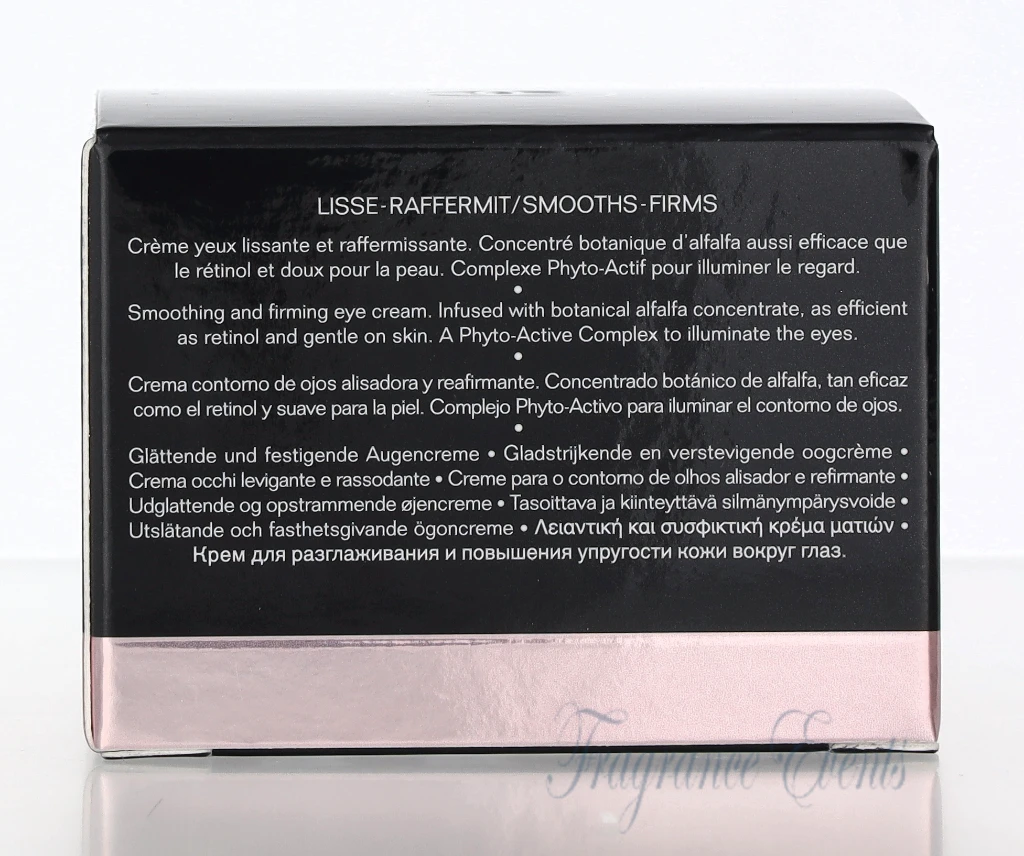 LISSE-RAFFERMIT/SMOOTHS-FIRMS
Crème yeux lissante et raffermissante. Concentré botanique d'alfalfa aussi efficace que
le rétinol et doux pour la peau. Complexe Phyto-Actif pour illuminer le regard.
•
Smoothing and firming eye cream. Infused with botanical alfalfa concentrate, as efficient
as retinol and gentle on skin. A Phyto-Active Complex to illuminate the eyes.
•
Crema contorno de ojos alisadora y reafirmante. Concentrado botánico de alfalfa, tan eficaz
como el retinol y suave para la piel. Complejo Phyto-Activo para iluminar el contorno de ojos.
•
Glättende und festigende Augencreme • Gladstrijkende en verstevigende oogcrème •
Crema occhi levigante e rassodante • Creme para o contorno de olhos alisador e refirmante •
Udglattende og opstrammende øjencreme • Tasoittava ja kiinteyttävä silmänympärysvoide •
Utslätande och fasthetsgivande ögoncreme • Λειαντική και συσφικτική κρέμα ματιών •
Крем для разглаживания и повышения упругости кожи вокруг глаз.
Fragrance Events